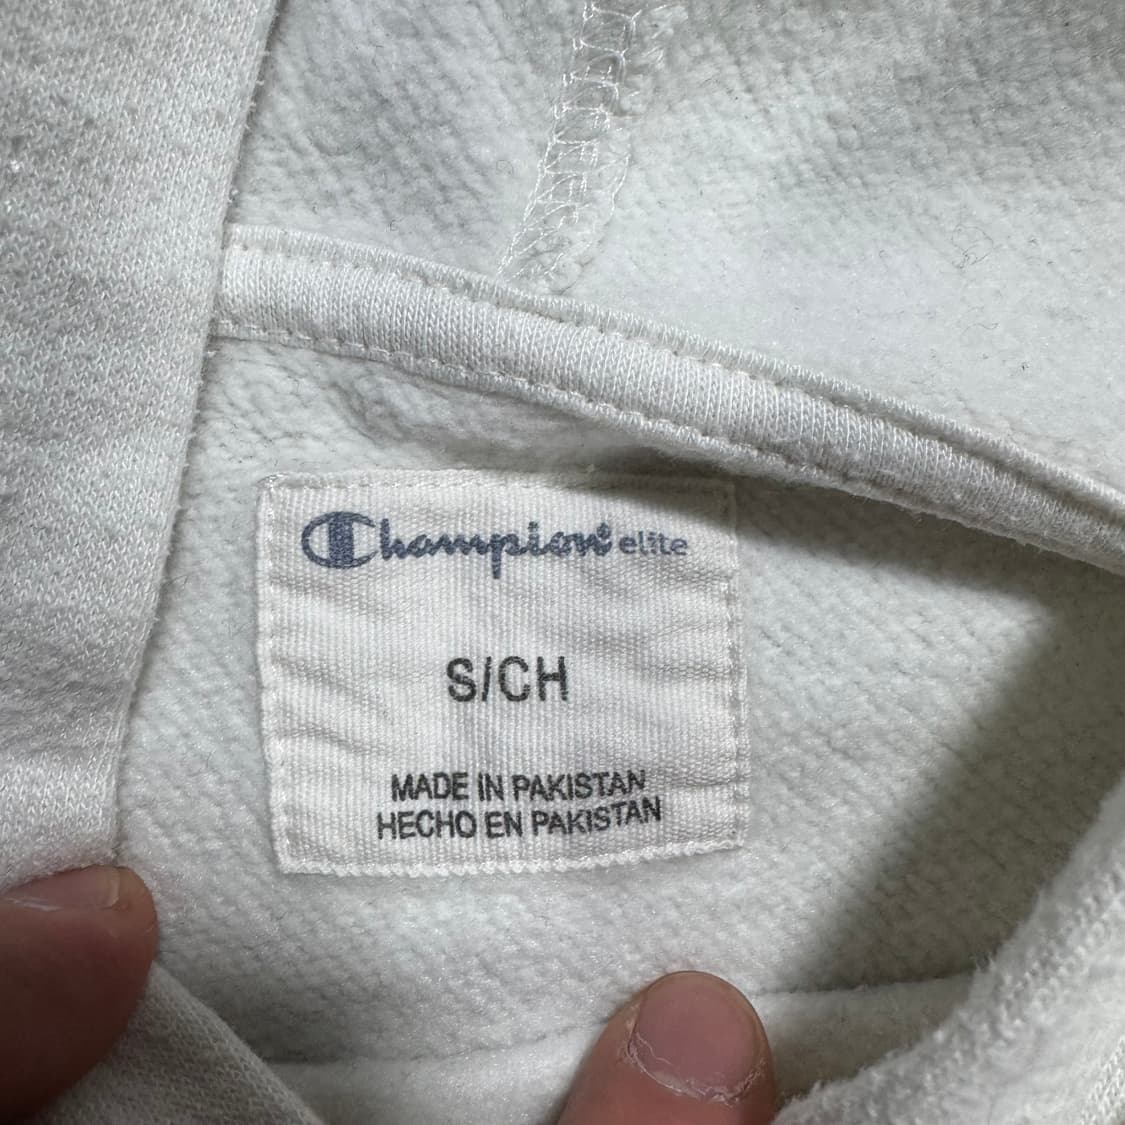 Champion elite
S/CH
MADE IN PAKISTAN
HECHO EN PAKISTAN